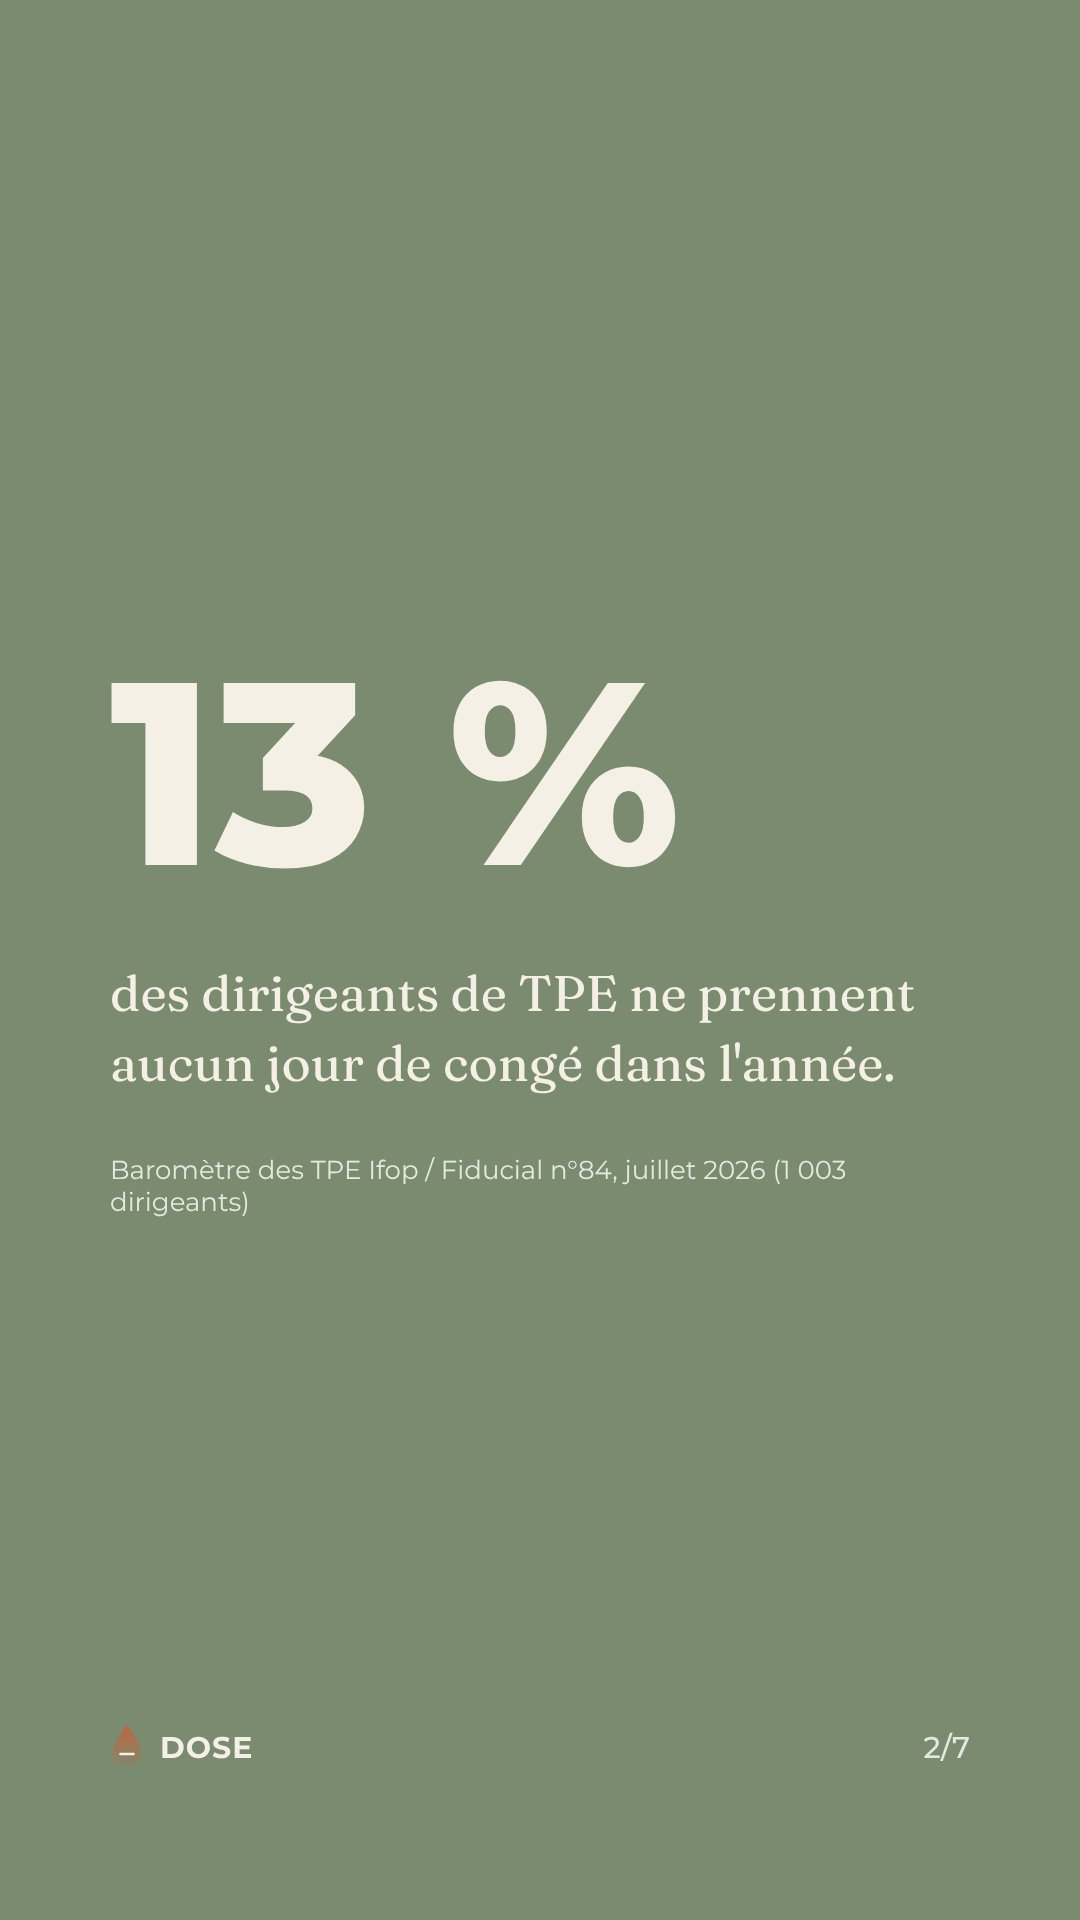 13 %
des dirigeants de TPE ne prennent
aucun jour de congé dans l'année.
Baromètre des TPE Ifop / Fiducial n°84, juillet 2026 (1 003
dirigeants)
DOSE
2/7